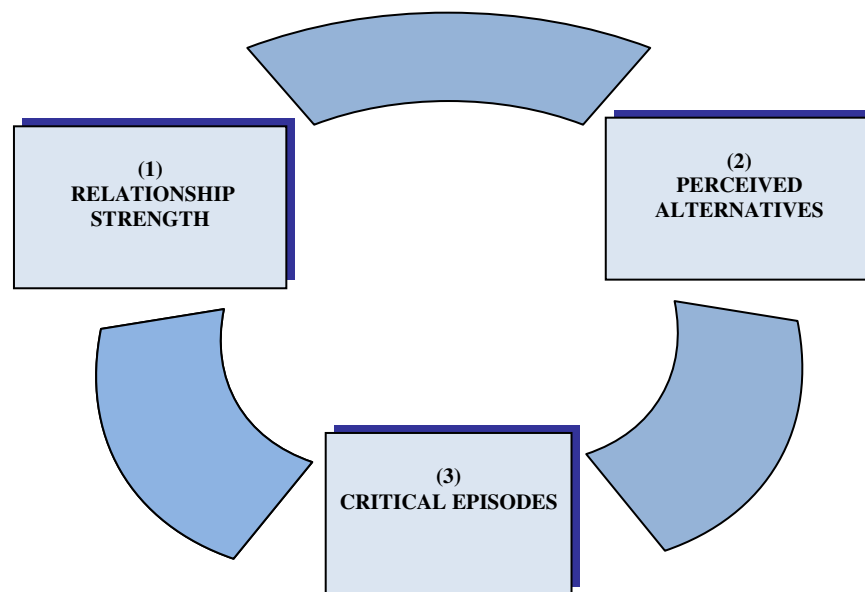 (1)
RELATIONSHIP
STRENGTH
(2)
PERCEIVED
ALTERNATIVES
(3)
CRITICAL EPISODES